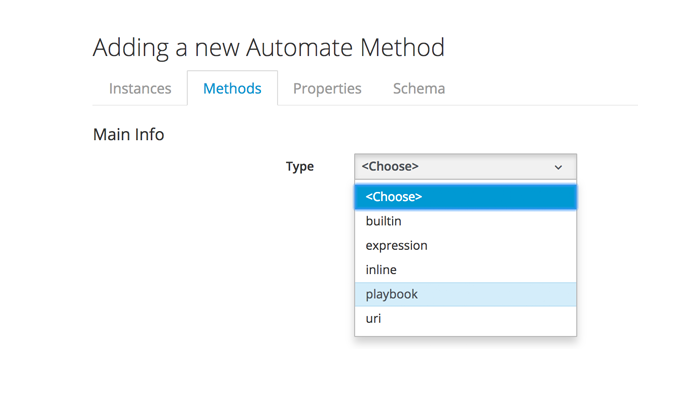 Adding a new Automate Method
Instances Methods Properties Schema
Main Info
Type <Choose>
<Choose>
builtin
expression
inline
playbook
uri